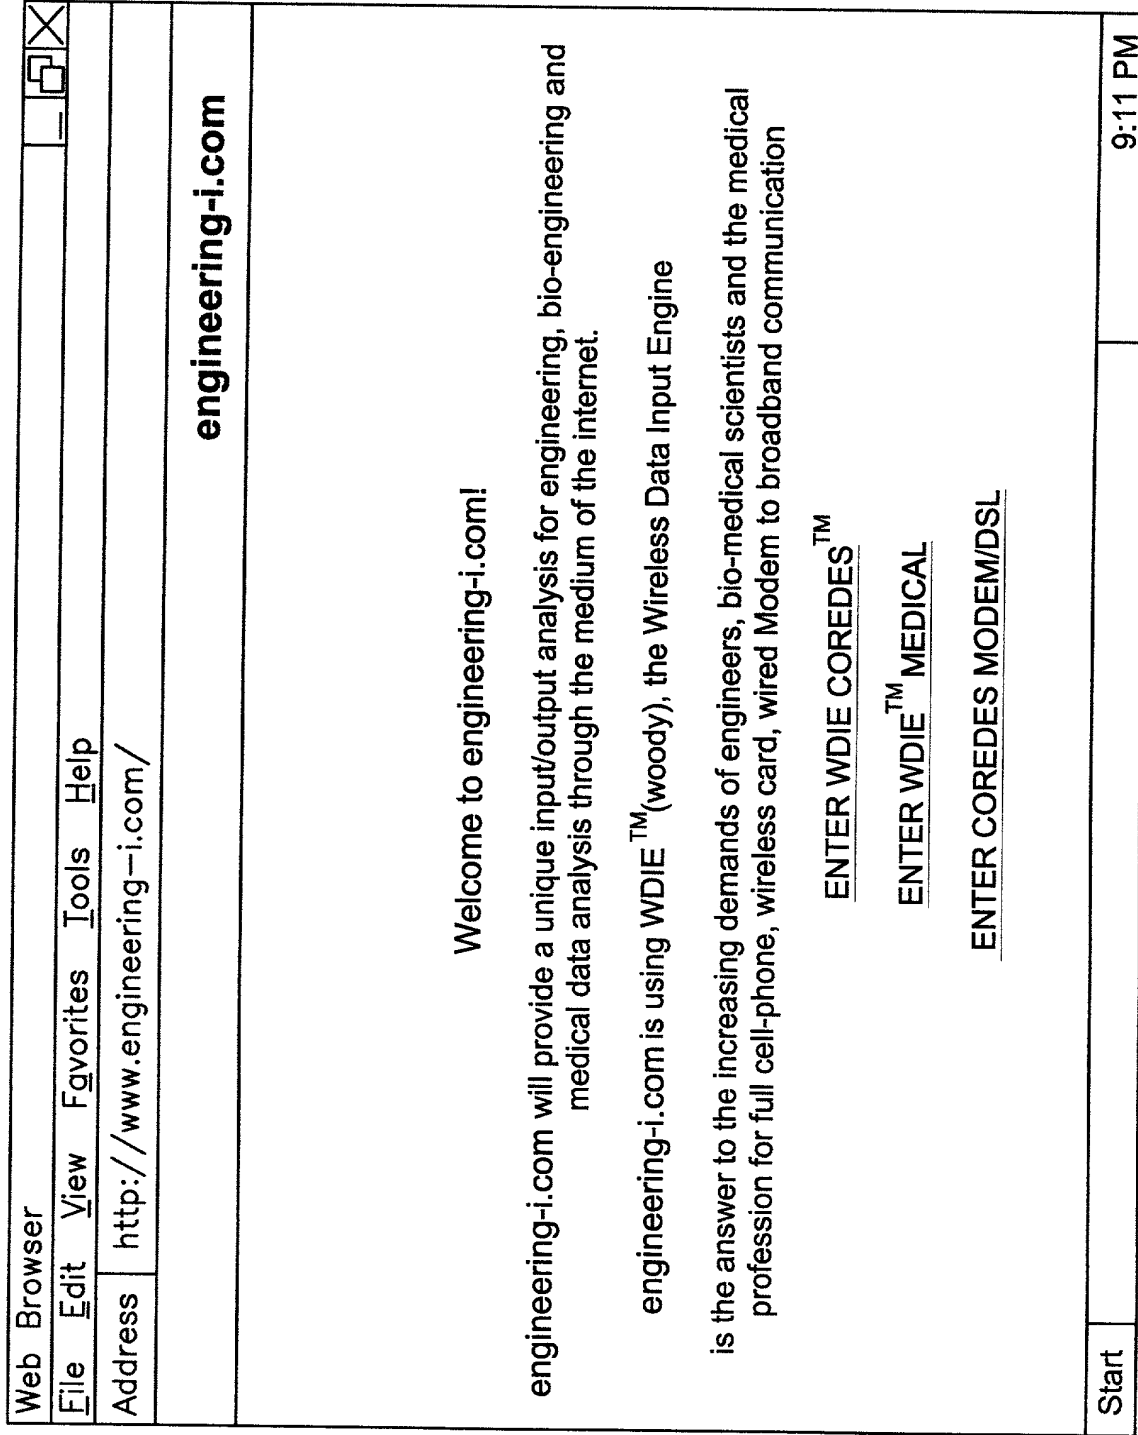 Web Browser
File Edit View Favorites Tools Help
Address http://www.engineering-i.com/
engineering-i.com
Welcome to engineering-i.com!
engineering-i.com will provide a unique input/output analysis for engineering, bio-engineering and
medical data analysis through the medium of the internet.
engineering-i.com is using WDIE™(woody), the Wireless Data Input Engine
is the answer to the increasing demands of engineers, bio-medical scientists and the medical
profession for full cell-phone, wireless card, wired Modem to broadband communication
ENTER WDIE COREDES™
ENTER WDIE™ MEDICAL
ENTER COREDES MODEM/DSL
Start 9:11 PM